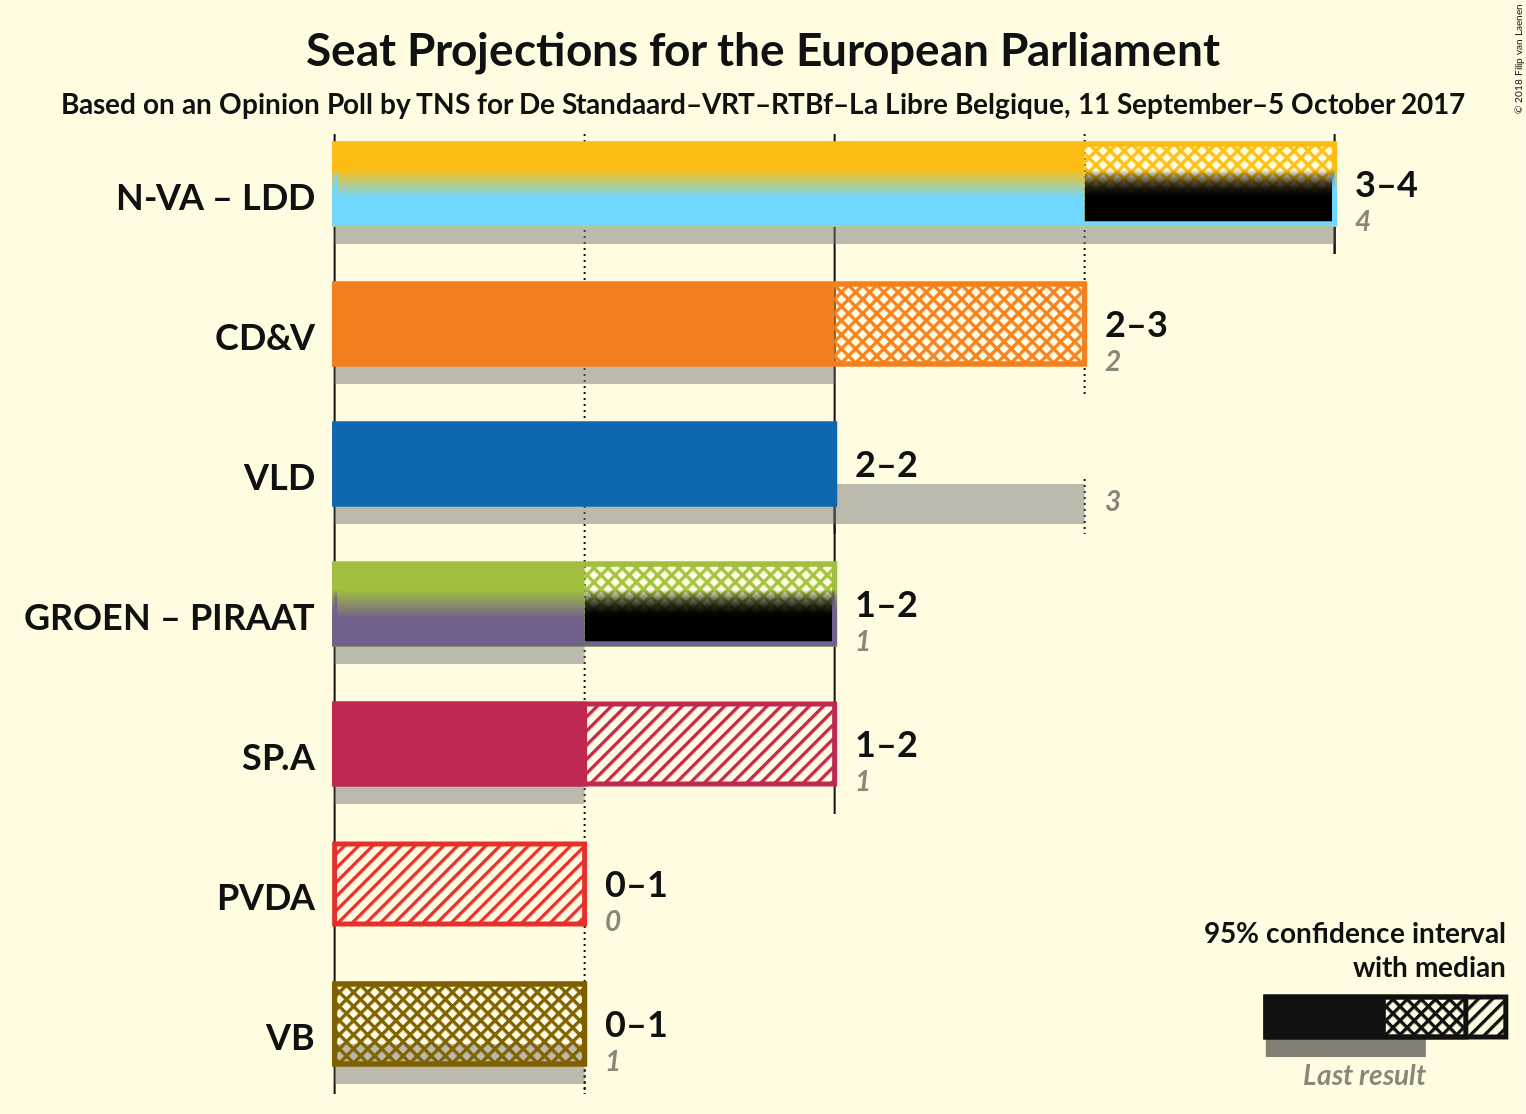 Seat Projections for the European Parliament
Based on an Opinion Poll by TNS for De Standaard–VRT–RTBf–La Libre Belgique, 11 September–5 October 2017
© 2018 Filip van Laenen
N-VA – LDD
3–4
4
CD&V
2–3
2
VLD
2–2
3
GROEN – PIRAAT
1–2
1
SP.A
1–2
1
PVDA
0–1
0
VB
0–1
1
95% confidence interval
with median
Last result